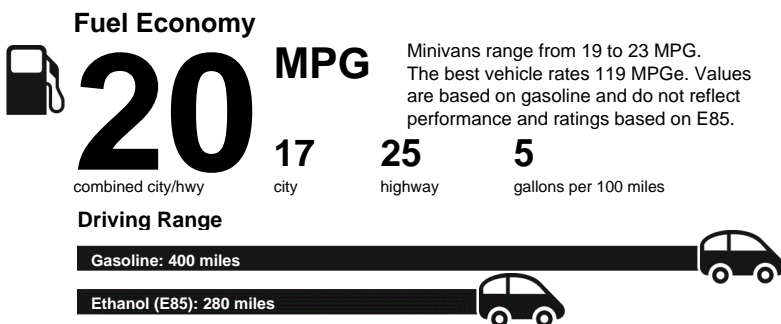 Fuel Economy
20
MPG
Minivans range from 19 to 23 MPG.
The best vehicle rates 119 MPGe. Values
are based on gasoline and do not reflect
performance and ratings based on E85.
17 25 5
combined city/hwy city highway gallons per 100 miles
Driving Range
Gasoline: 400 miles
Ethanol (E85): 280 miles